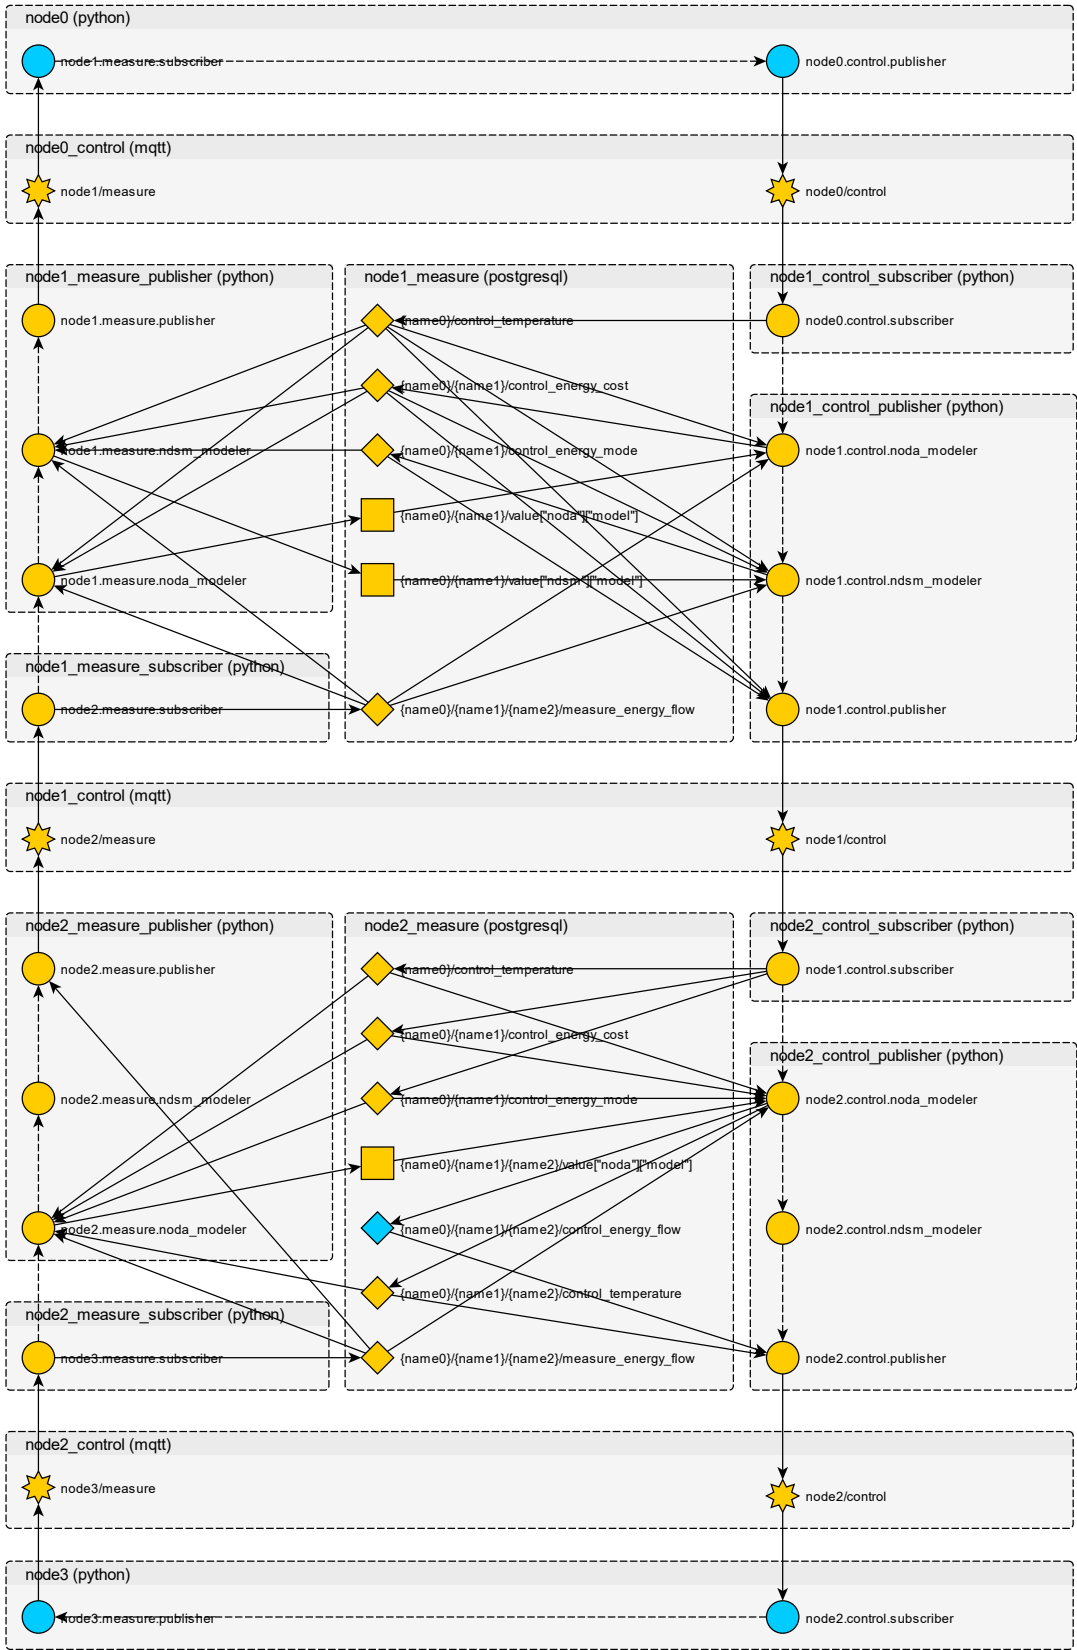 node0 (python)
node1.measure.subscriber
node0.control.publisher
node0_control (mqtt)
node1/measure
node0/control
node1_measure_publisher (python)
node1_measure (postgresql)
node1_control_subscriber (python)
node1.measure.publisher
{name0}/control_temperature
node0.control.subscriber
{name0}/{name1}/control_energy_cost
node1_control_publisher (python)
node1.measure.ndsm_modeler
{name0}/{name1}/control_energy_mode
node1.control.noda_modeler
{name0}/{name1}/value["noda"]["model"]
node1.measure.noda_modeler
{name0}/{name1}/value["ndsm"]["model"]
node1.control.ndsm_modeler
node1_measure_subscriber (python)
node2.measure.subscriber
{name0}/{name1}/{name2}/measure_energy_flow
node1.control.publisher
node1_control (mqtt)
node2/measure
node1/control
node2_measure_publisher (python)
node2_measure (postgresql)
node2_control_subscriber (python)
node2.measure.publisher
{name0}/control_temperature
node1.control.subscriber
{name0}/{name1}/control_energy_cost
node2_control_publisher (python)
node2.measure.ndsm_modeler
{name0}/{name1}/control_energy_mode
node2.control.noda_modeler
{name0}/{name1}/{name2}/value["noda"]["model"]
node2.measure.noda_modeler
{name0}/{name1}/{name2}/control_energy_flow
node2.control.ndsm_modeler
{name0}/{name1}/{name2}/control_temperature
node2_measure_subscriber (python)
node3.measure.subscriber
{name0}/{name1}/{name2}/measure_energy_flow
node2.control.publisher
node2_control (mqtt)
node3/measure
node2/control
node3 (python)
node3.measure.publisher
node2.control.subscriber